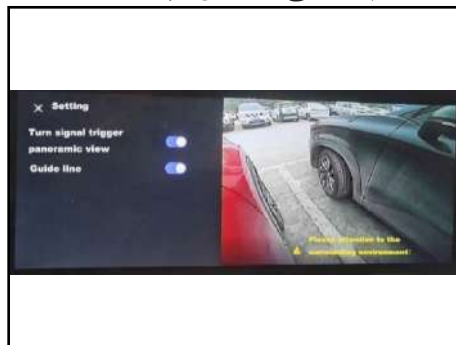 × Setting
Turn signal trigger
panoramic view
Guide line
Please attention to the
surrounding environment!